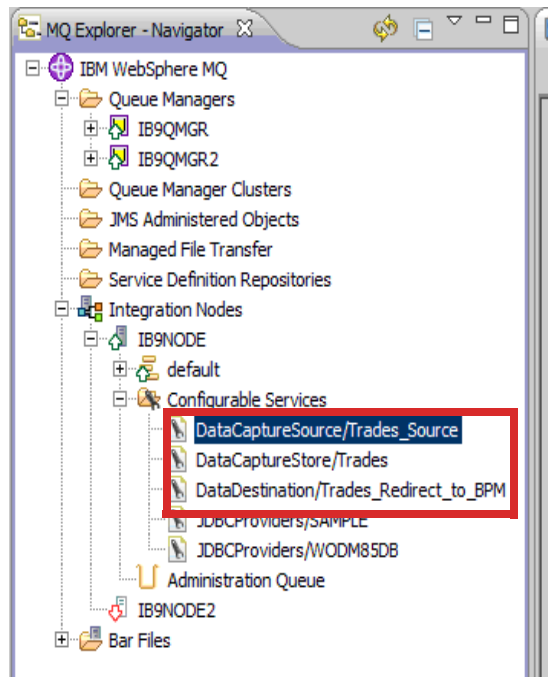 MQ Explorer - Navigator
IBM WebSphere MQ
Queue Managers
IB9QMGR
IB9QMGR2
Queue Manager Clusters
JMS Administered Objects
Managed File Transfer
Service Definition Repositories
Integration Nodes
IB9NODE
default
Configurable Services
DataCaptureSource/Trades_Source
DataCaptureStore/Trades
DataDestination/Trades_Redirect_to_BPM
JDBCProviders/SAMPLE
JDBCProviders/WODM85DB
Administration Queue
IB9NODE2
Bar Files